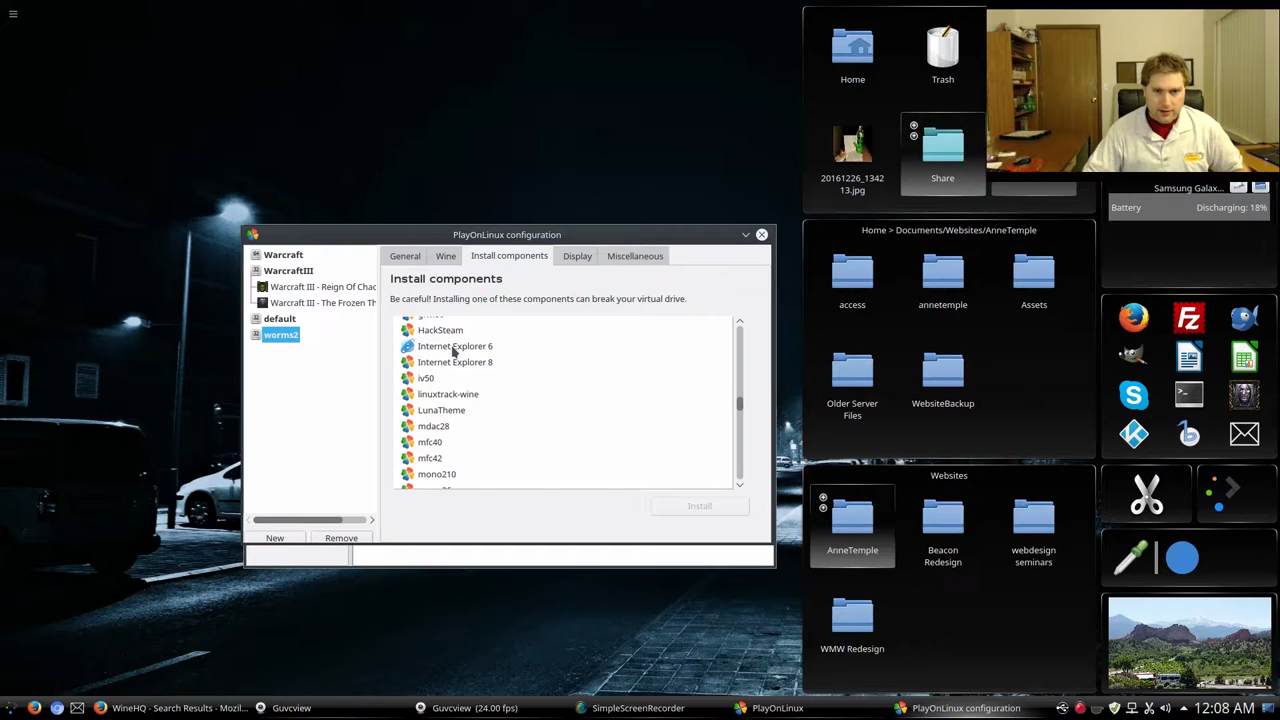 Home
Trash
20161226_1342
13.jpg
Share
Samsung Galax...
Battery
Discharging: 18%
PlayOnLinux configuration
Warcraft
WarcraftIII
Warcraft III - Reign Of Chao
Warcraft III - The Frozen Th
default
worms2
New
Remove
General
Wine
Install components
Display
Miscellaneous
Install components
Be careful! Installing one of these components can break your virtual drive.
HackSteam
Internet Explorer 6
Internet Explorer 8
iv50
linuxtrack-wine
LunaTheme
mdac28
mfc40
mfc42
mono210
Install
Home > Documents/Websites/AnneTemple
access
annetemple
Assets
Older Server
Files
WebsiteBackup
Websites
AnneTemple
Beacon
Redesign
webdesign
seminars
WMW Redesign
WineHQ - Search Results - Mozil...
Guvcview
Guvcview (24.00 fps)
SimpleScreenRecorder
PlayOnLinux
PlayOnLinux configuration
12:08 AM